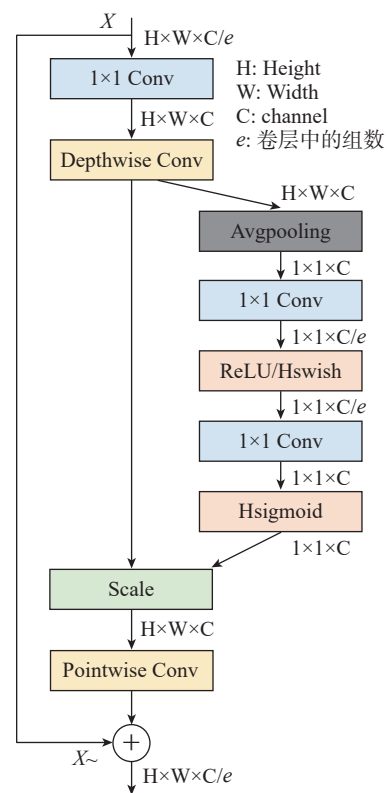 X
H×W×C/e
1×1 Conv
H: Height
W: Width
C: channel
e: 卷层中的组数
H×W×C
Depthwise Conv
H×W×C
Avgpooling
1×1×C
1×1 Conv
1×1×C/e
ReLU/Hswish
1×1×C/e
1×1 Conv
1×1×C
Hsigmoid
1×1×C
Scale
H×W×C
Pointwise Conv
+
X~
H×W×C/e